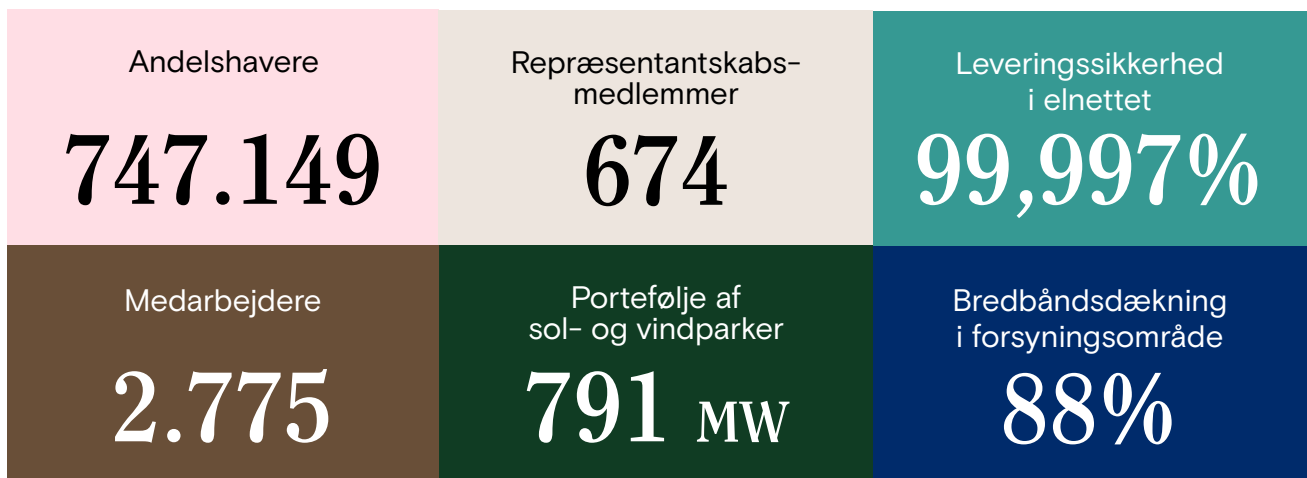 Andelshavere
747.149
Repræsentantskabs-
medlemmer
674
Leveringssikkerhed
i elnettet
99,997%
Medarbejdere
2.775
Portefølje af
sol- og vindparker
791 MW
Bredbåndsdækning
i forsyningsområde
88%